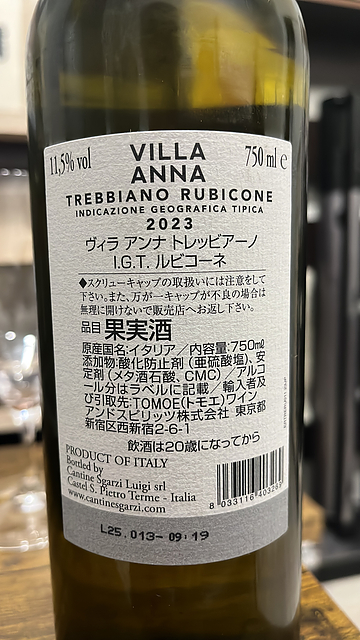 11,5% vol
VILLA
ANNA
750 ml ℮
TREBBIANO RUBICONE
INDICAZIONE GEOGRAFICA TIPICA
2023
ヴィラ アンナ トレッビアーノ
I.G.T. ルビコーネ
◆スクリューキャップの取扱いには注意をして
下さい。また、万が一キャップが不良の場合は
無理に開けないで販売店へお返し下さい。
品目 果実酒
原産国名:イタリア／内容量:750㎖
添加物:酸化防止剤（亜硫酸塩)、安
定剤（メタ酒石酸、CMC）／アルコ
ール分はラベルに記載／輸入者及
び引取先:TOMOE(トモエ)ワイン
アンドスピリッツ株式会社 東京都
新宿区西新宿2-6-1
飲酒は20歳になってから
PRODUCT OF ITALY
Bottled by
Cantine Sgarzi Luigi srl
Castel S. Pietro Terme - Italia
www.cantinesgarzi.com
8 033116 403265
L25.013- 09:19